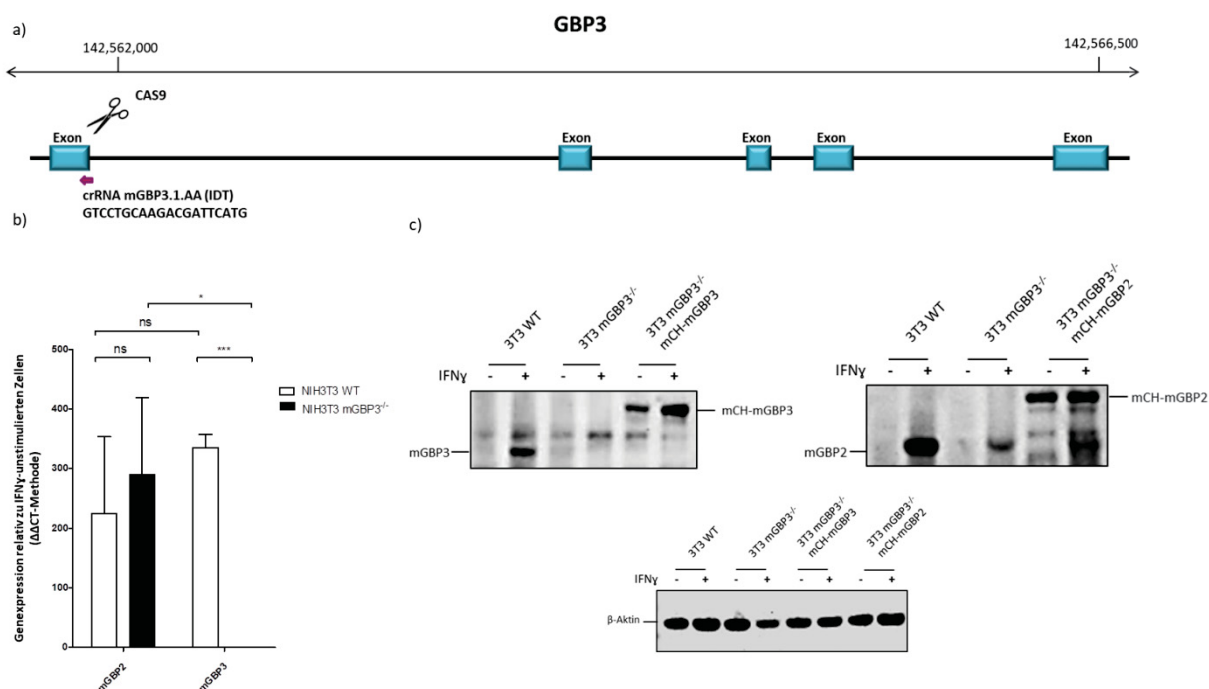 GBP3
a)
142,562,000
142,566,500
CAS9
Exon
Exon
Exon
Exon
Exon
crRNA mGBP3.1.AA (IDT)
GTCCTGCAAGACGATTCATG
b)
*
ns
ns
***
500
400
300
200
100
0
Genexpression relativ zu IFNγ-unstimulierten Zellen
(ΔΔCT-Methode)
NIH3T3 WT
NIH3T3 mGBP3-/-
mGBP2
mGBP3
c)
3T3 WT
3T3 mGBP3-/-
3T3 mGBP3-/-
mCH-mGBP3
IFNɣ
- + - + - +
mCH-mGBP3
mGBP3
3T3 WT
3T3 mGBP3-/-
3T3 mGBP3-/-
mCH-mGBP2
IFNɣ
- + - + - +
mCH-mGBP2
mGBP2
3T3 WT
3T3 mGBP3-/-
3T3 mGBP3-/-
mCH-mGBP3
3T3 mGBP3-/-
mCH-mGBP2
IFNɣ
- + - + - + - +
β-Aktin